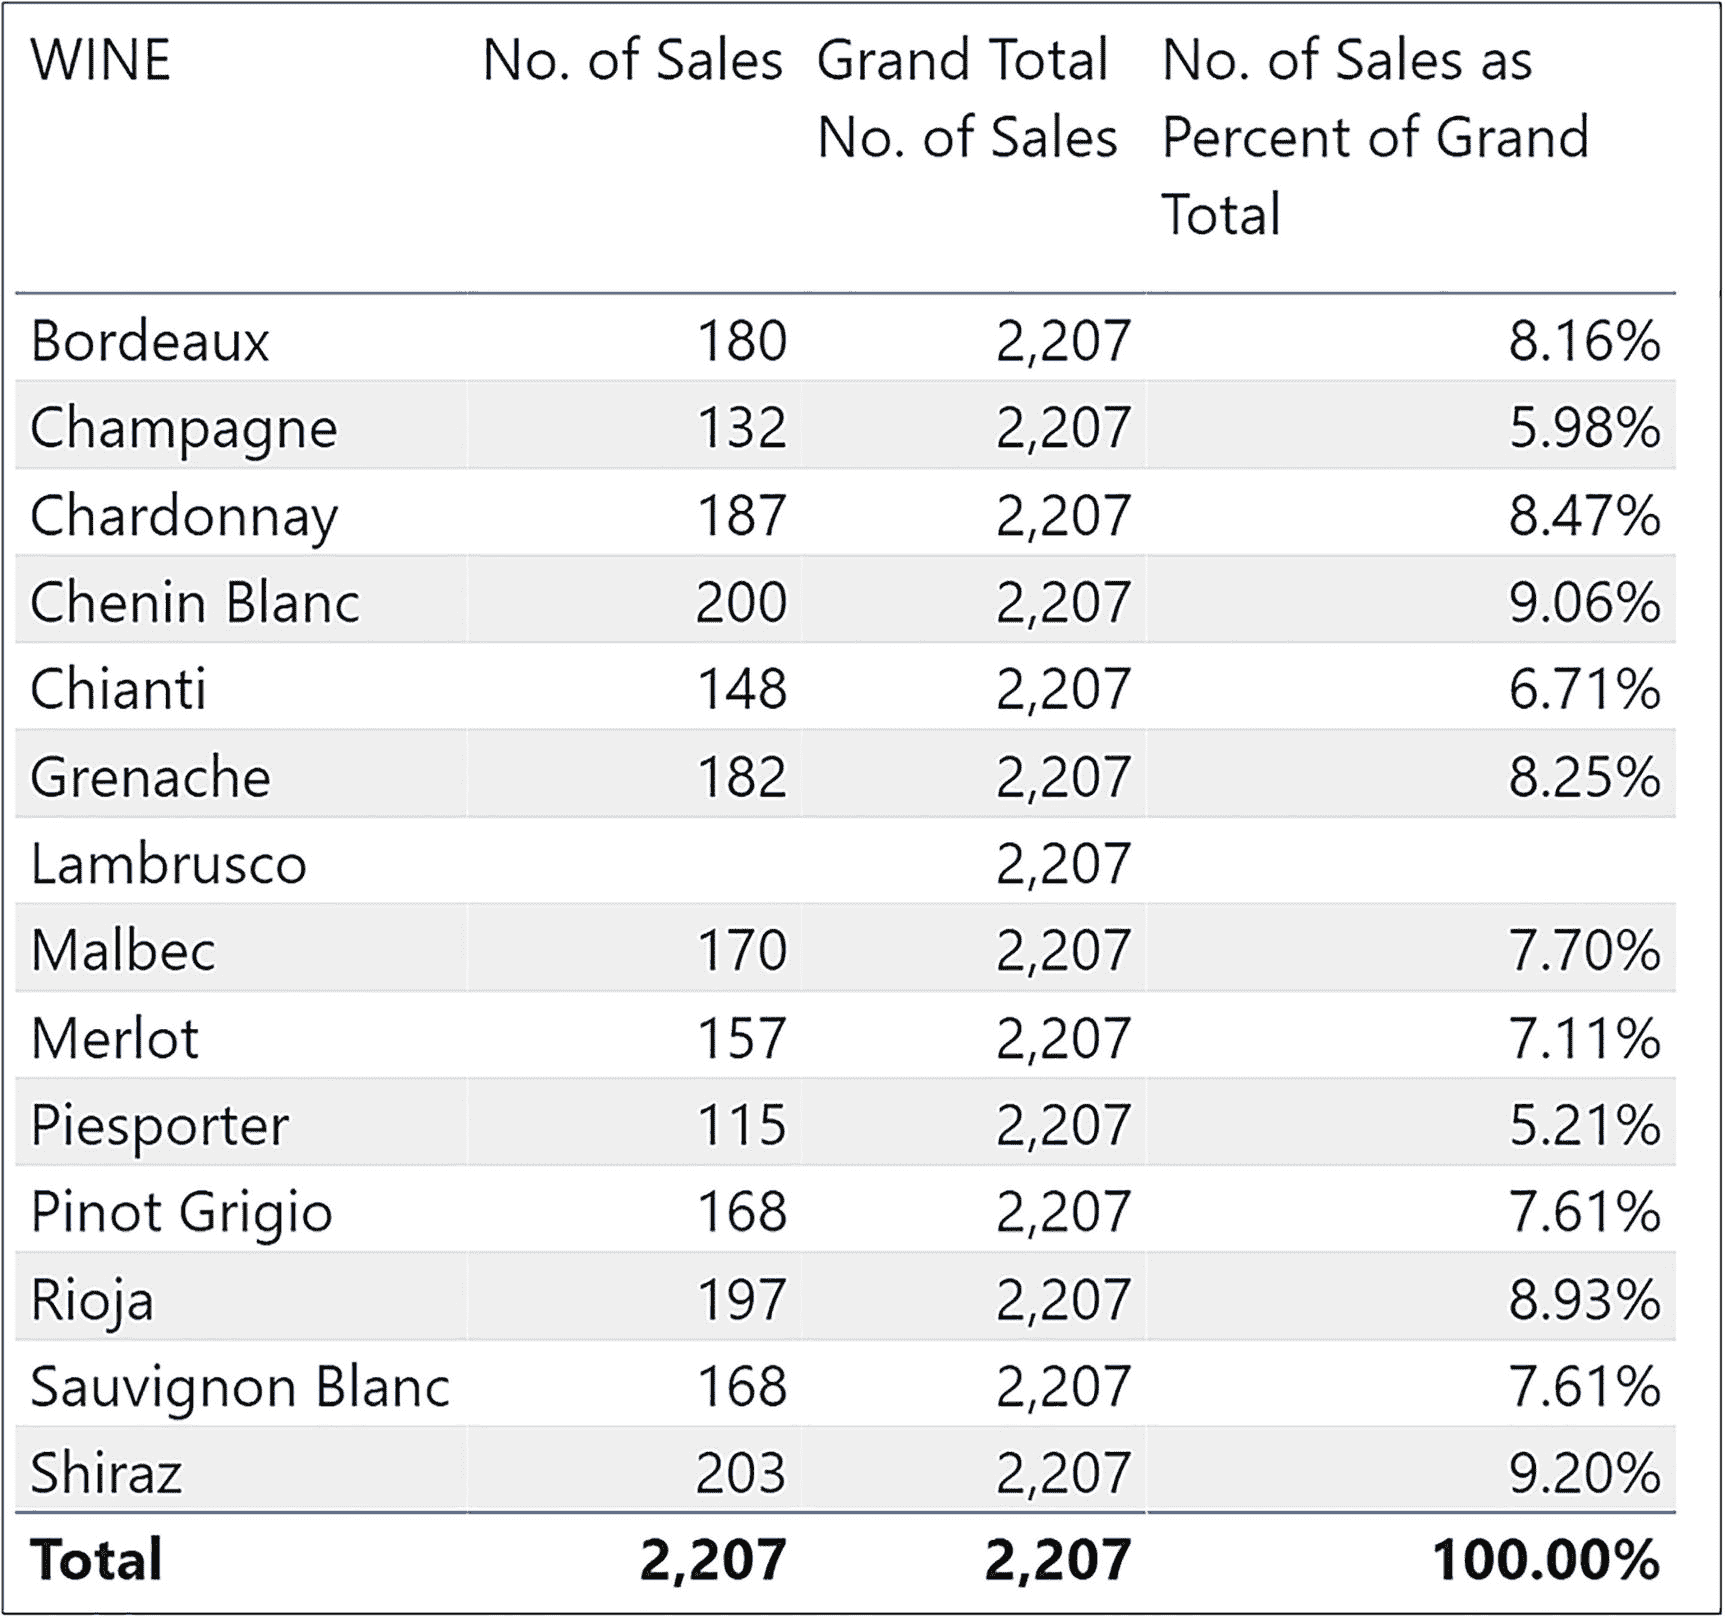 WINE No. of Sales Grand Total No. of Sales as
No. of Sales Percent of Grand
Total
Bordeaux 180 2,207 8.16%
Champagne 132 2,207 5.98%
Chardonnay 187 2,207 8.47%
Chenin Blanc 200 2,207 9.06%
Chianti 148 2,207 6.71%
Grenache 182 2,207 8.25%
Lambrusco 2,207
Malbec 170 2,207 7.70%
Merlot 157 2,207 7.11%
Piesporter 115 2,207 5.21%
Pinot Grigio 168 2,207 7.61%
Rioja 197 2,207 8.93%
Sauvignon Blanc 168 2,207 7.61%
Shiraz 203 2,207 9.20%
Total 2,207 2,207 100.00%